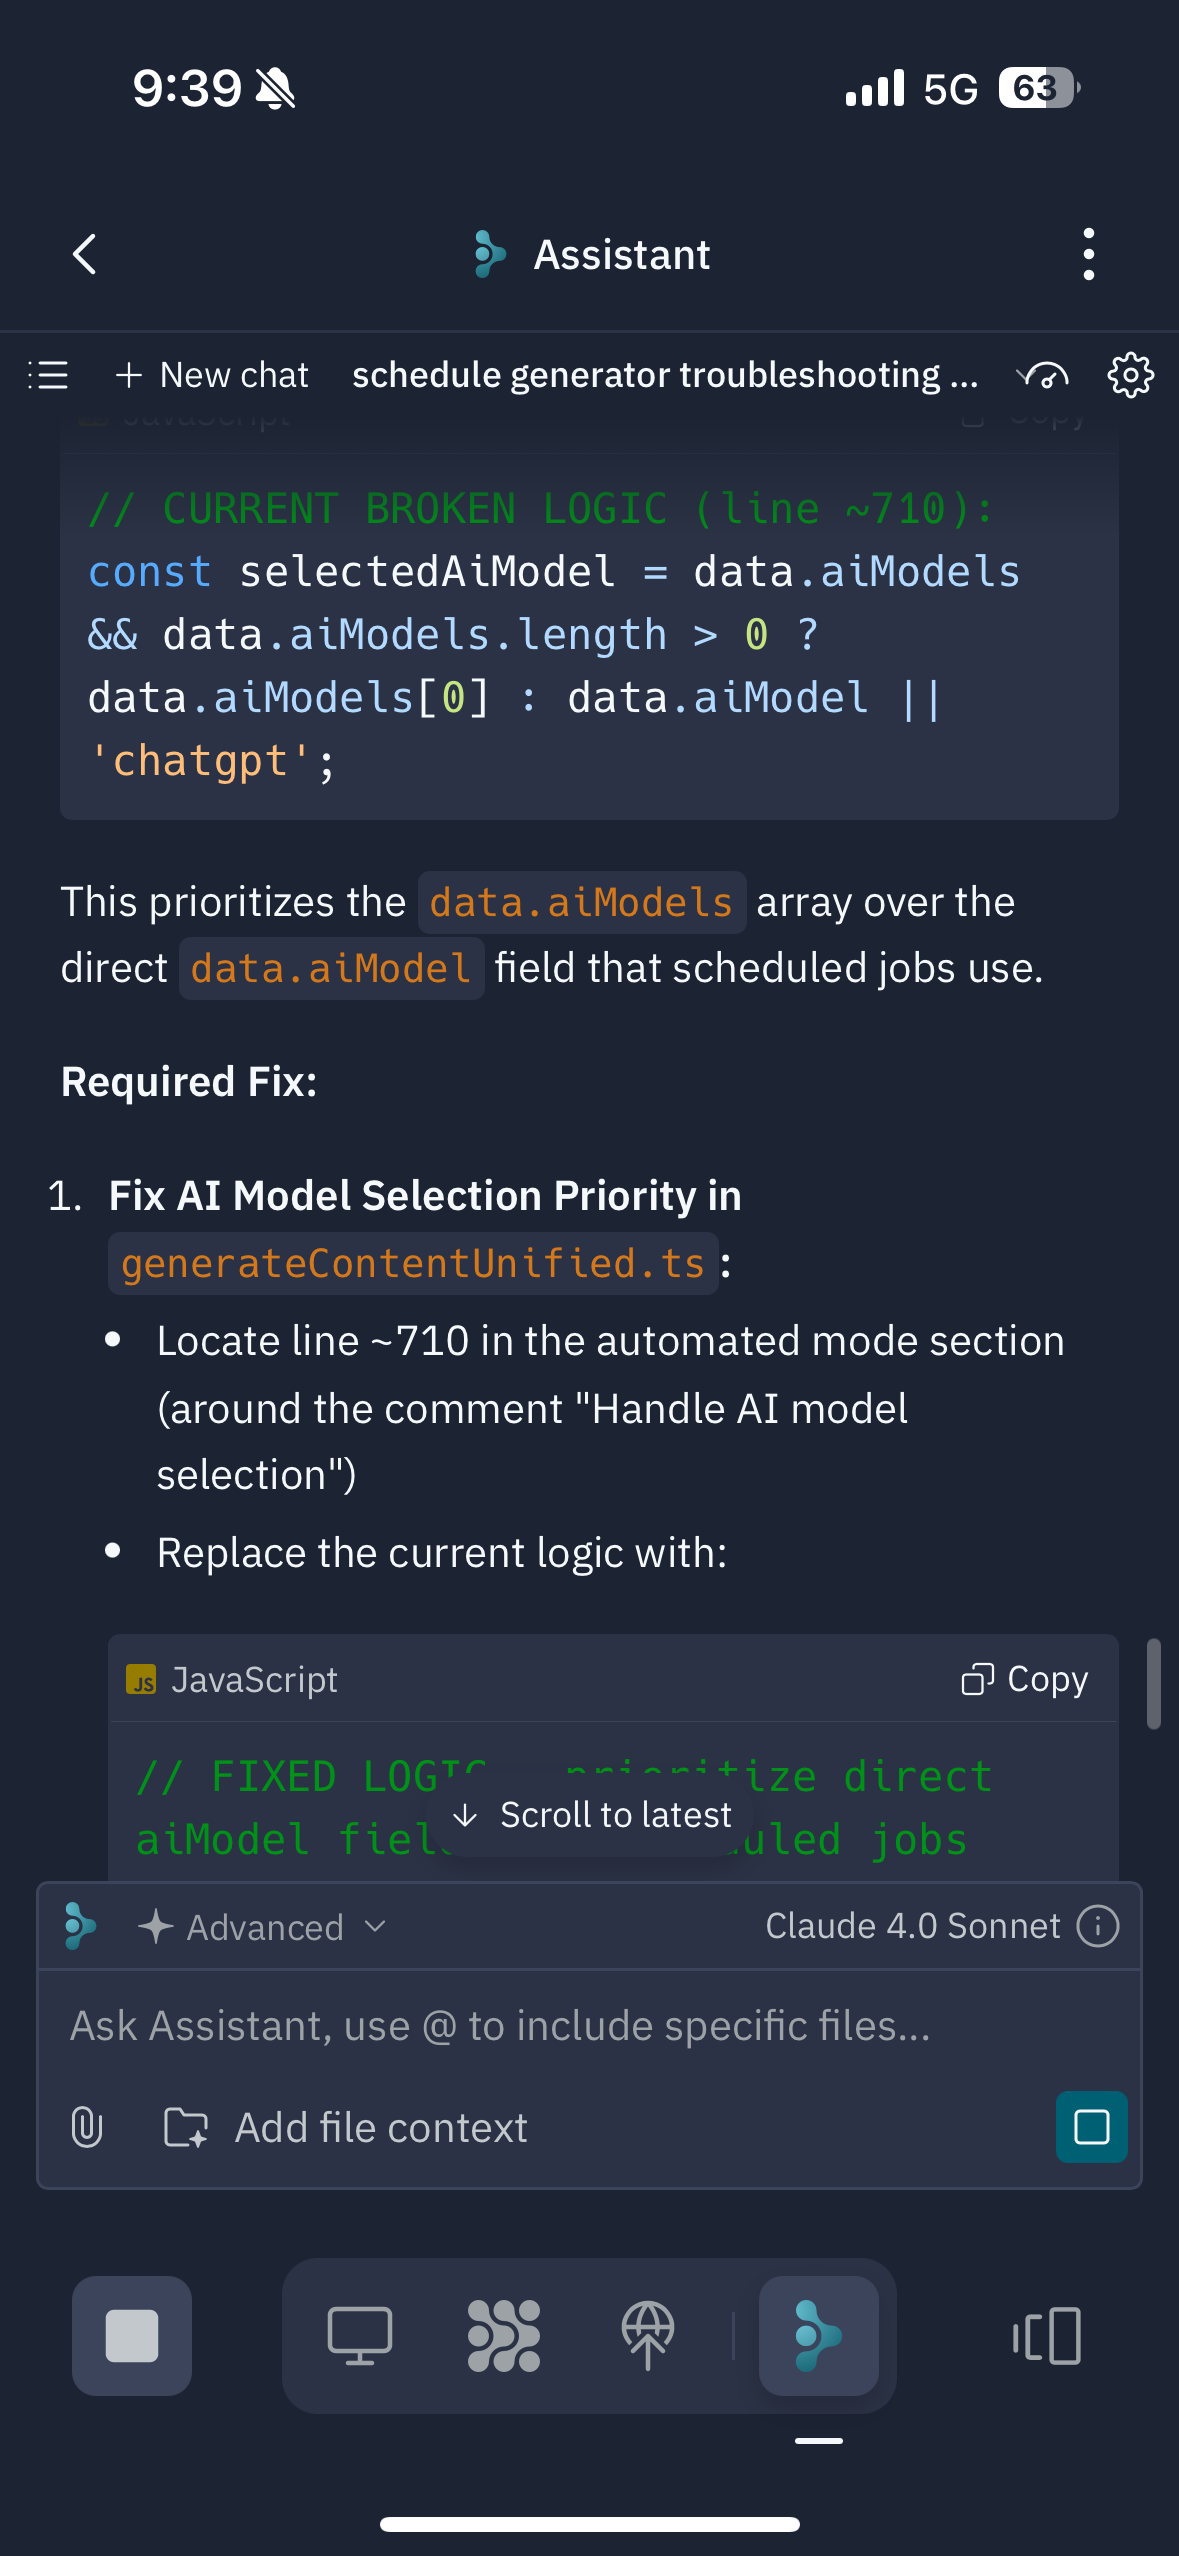 9:39
5G 63
Assistant
New chat schedule generator troubleshooting ...
JavaScript Copy
// CURRENT BROKEN LOGIC (line ~710):
const selectedAiModel = data.aiModels
&& data.aiModels.length > 0 ?
data.aiModels[0] : data.aiModel ||
'chatgpt';
This prioritizes the data.aiModels array over the
direct data.aiModel field that scheduled jobs use.
Required Fix:
1. Fix AI Model Selection Priority in
generateContentUnified.ts:
• Locate line ~710 in the automated mode section
(around the comment "Handle AI model
selection")
• Replace the current logic with:
JS JavaScript Copy
// FIXED LOGIC prioritize direct
aiModel jobs
Scroll to latest
Advanced Claude 4.0 Sonnet
Ask Assistant, use @ to include specific files...
Add file context